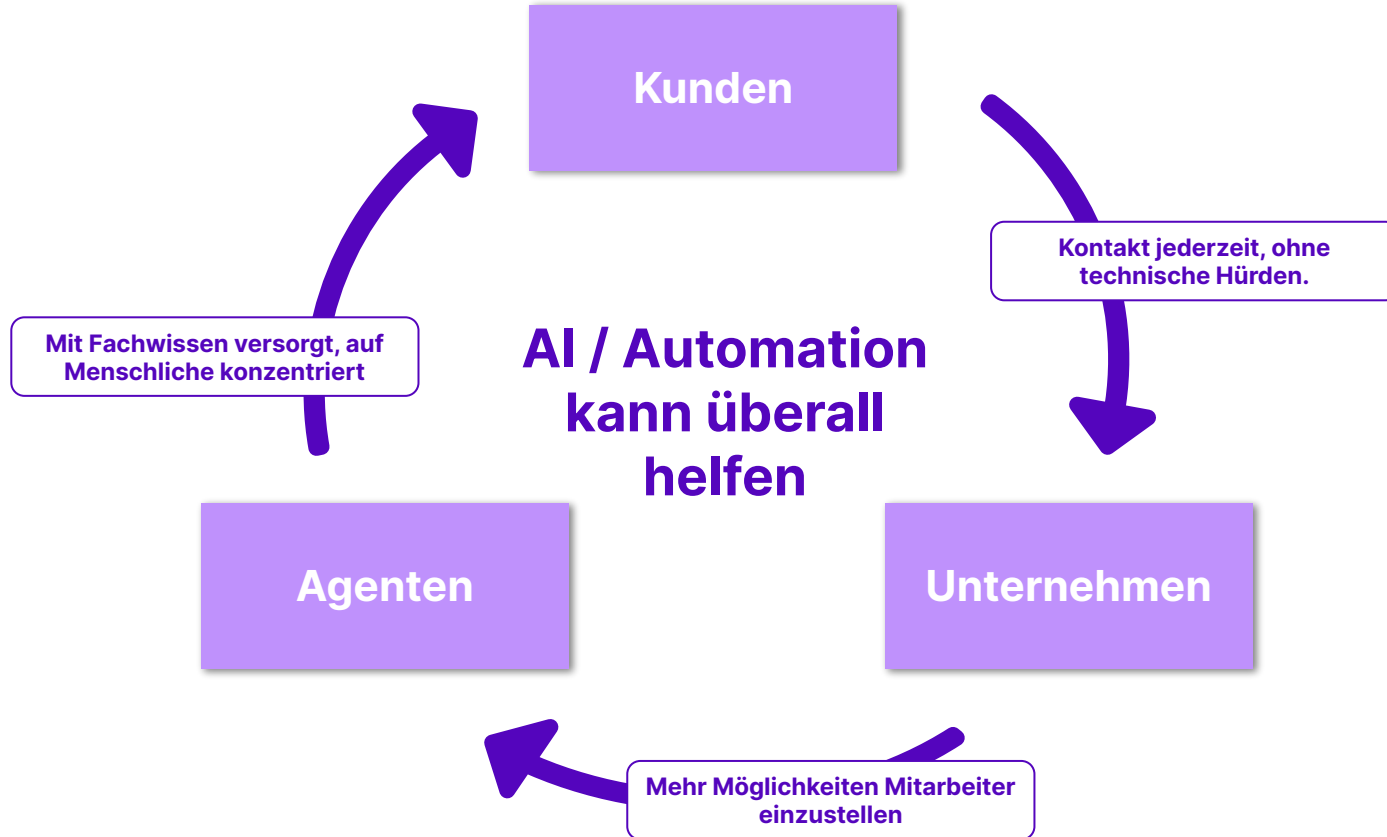 Kunden
Kontakt jederzeit, ohne
technische Hürden.
Mit Fachwissen versorgt, auf
Menschliche konzentriert
AI / Automation
kann überall
helfen
Agenten
Unternehmen
Mehr Möglichkeiten Mitarbeiter
einzustellen